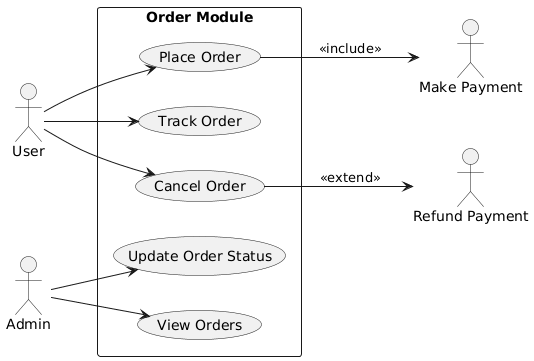 Order Module
Place Order
«include»
Make Payment
User
Track Order
Cancel Order
«extend»
Refund Payment
Update Order Status
Admin
View Orders